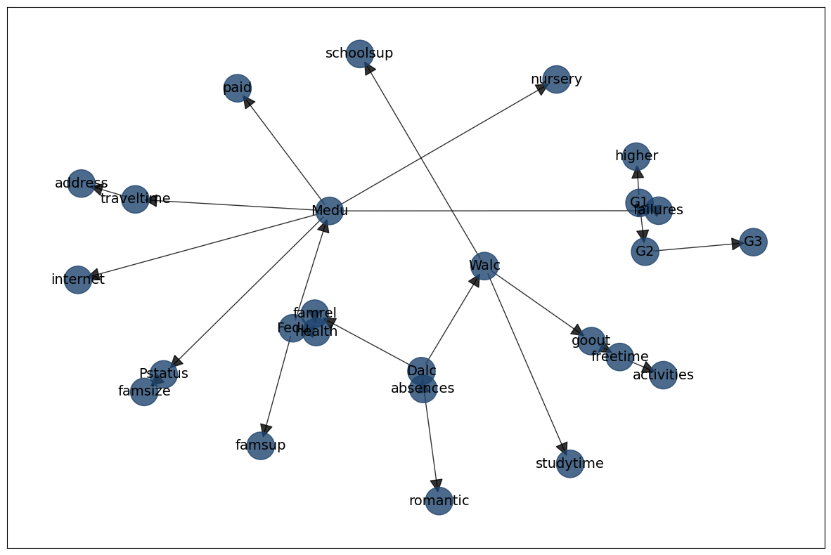 schoolsup
nursery
paid
higher
address
traveltime
G1
failures
Medu
G2
G3
Walc
internet
famrel
Fedu
health
goout
freetime
Dalc
Pstatus
activities
absences
famsize
famsup
studytime
romantic